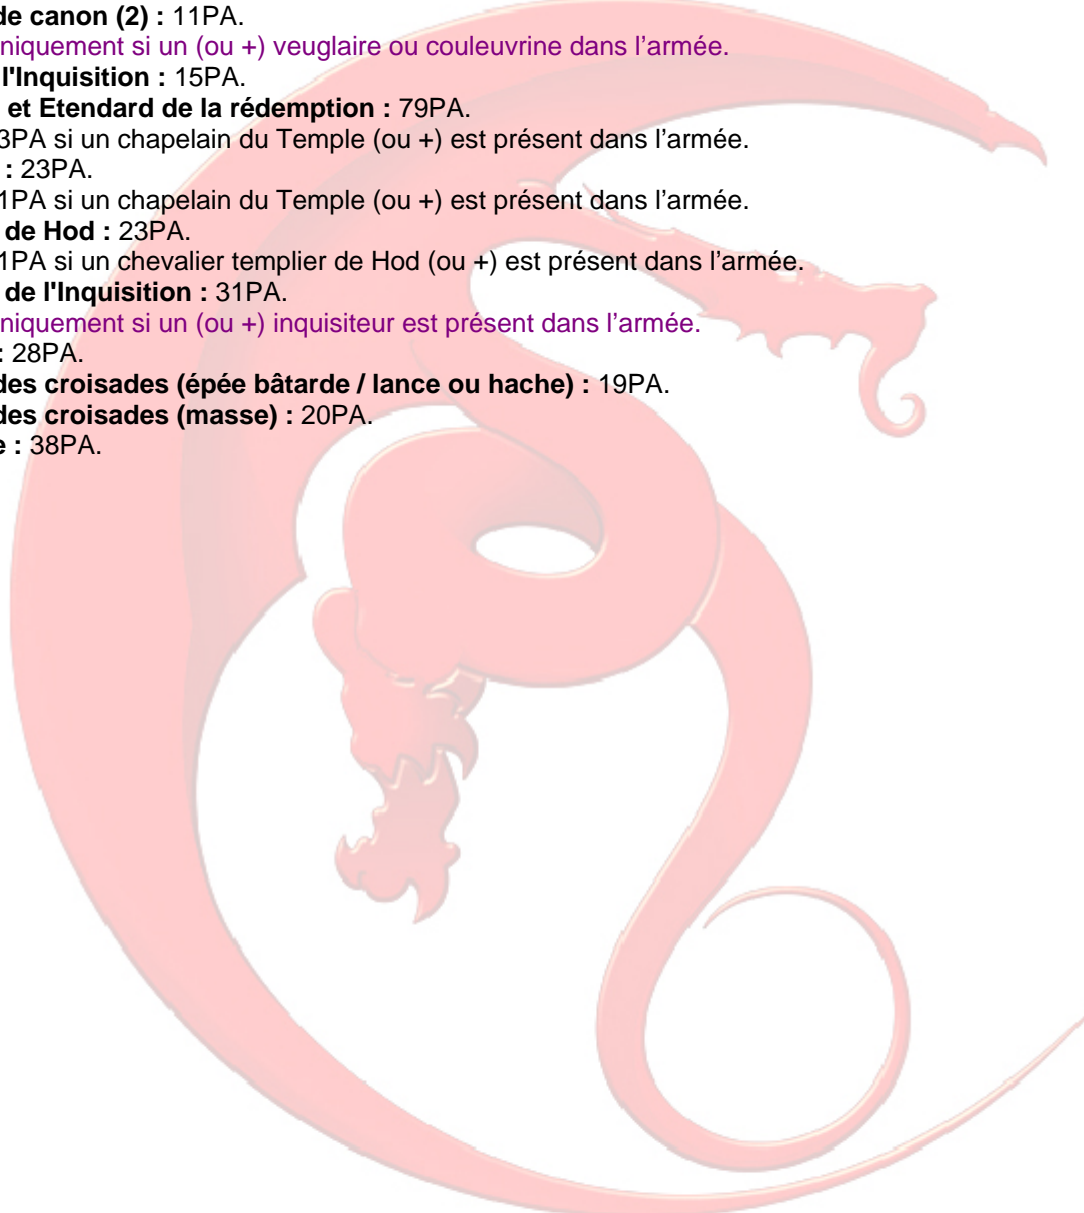 de canon (2) : 11PA.
niquement si un (ou +) veuglaire ou couleuvrine dans l’armée.
l'Inquisition : 15PA.
et Etendard de la rédemption : 79PA.
3PA si un chapelain du Temple (ou +) est présent dans l’armée.
: 23PA.
1PA si un chapelain du Temple (ou +) est présent dans l’armée.
de Hod : 23PA.
1PA si un chevalier templier de Hod (ou +) est présent dans l’armée.
de l'Inquisition : 31PA.
niquement si un (ou +) inquisiteur est présent dans l’armée.
: 28PA.
des croisades (épée bâtarde / lance ou hache) : 19PA.
des croisades (masse) : 20PA.
e : 38PA.